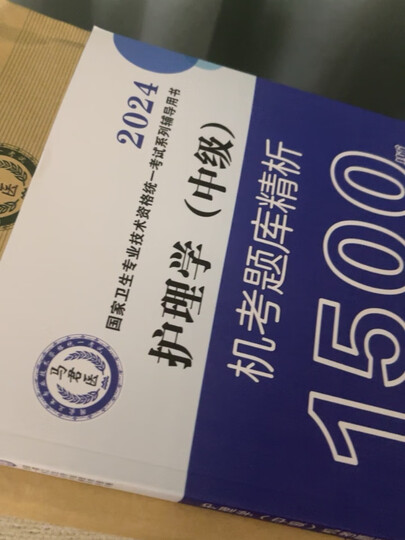 2024
国家卫生专业技术资格统一考试系列辅导用书
护理学（中级）
机考题库精析
1500
马君医